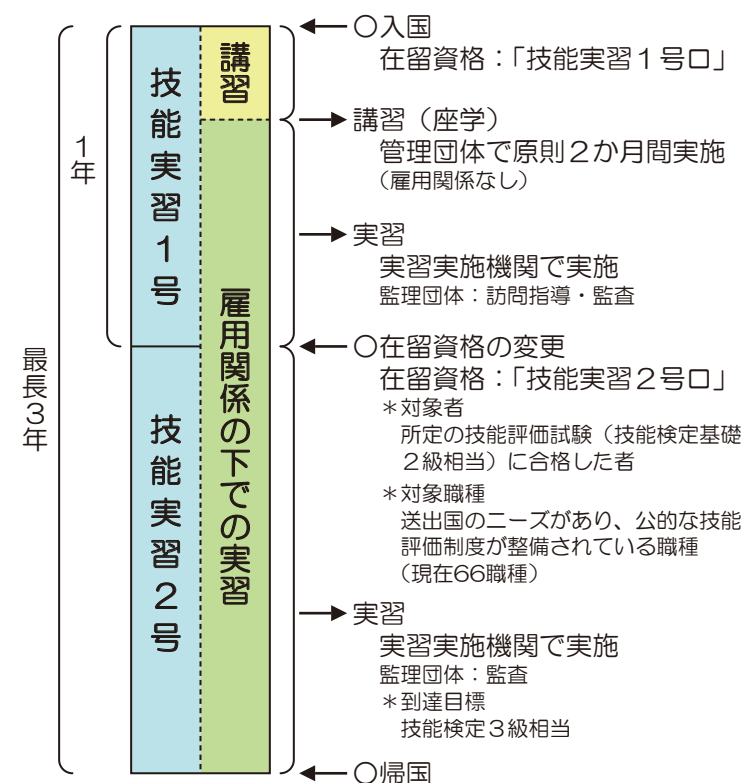 最長3年
1年
技能実習1号
技能実習2号
講習
雇用関係の下での実習
○入国
在留資格：「技能実習1号ロ」
講習（座学）
管理団体で原則2か月間実施
（雇用関係なし）
実習
実習実施機関で実施
監理団体：訪問指導・監査
○在留資格の変更
在留資格：「技能実習2号ロ」
＊対象者
所定の技能評価試験（技能検定基礎
2級相当）に合格した者
＊対象職種
送出国のニーズがあり、公的な技能
評価制度が整備されている職種
（現在66職種）
実習
実習実施機関で実施
監理団体：監査
＊到達目標
技能検定3級相当
○帰国